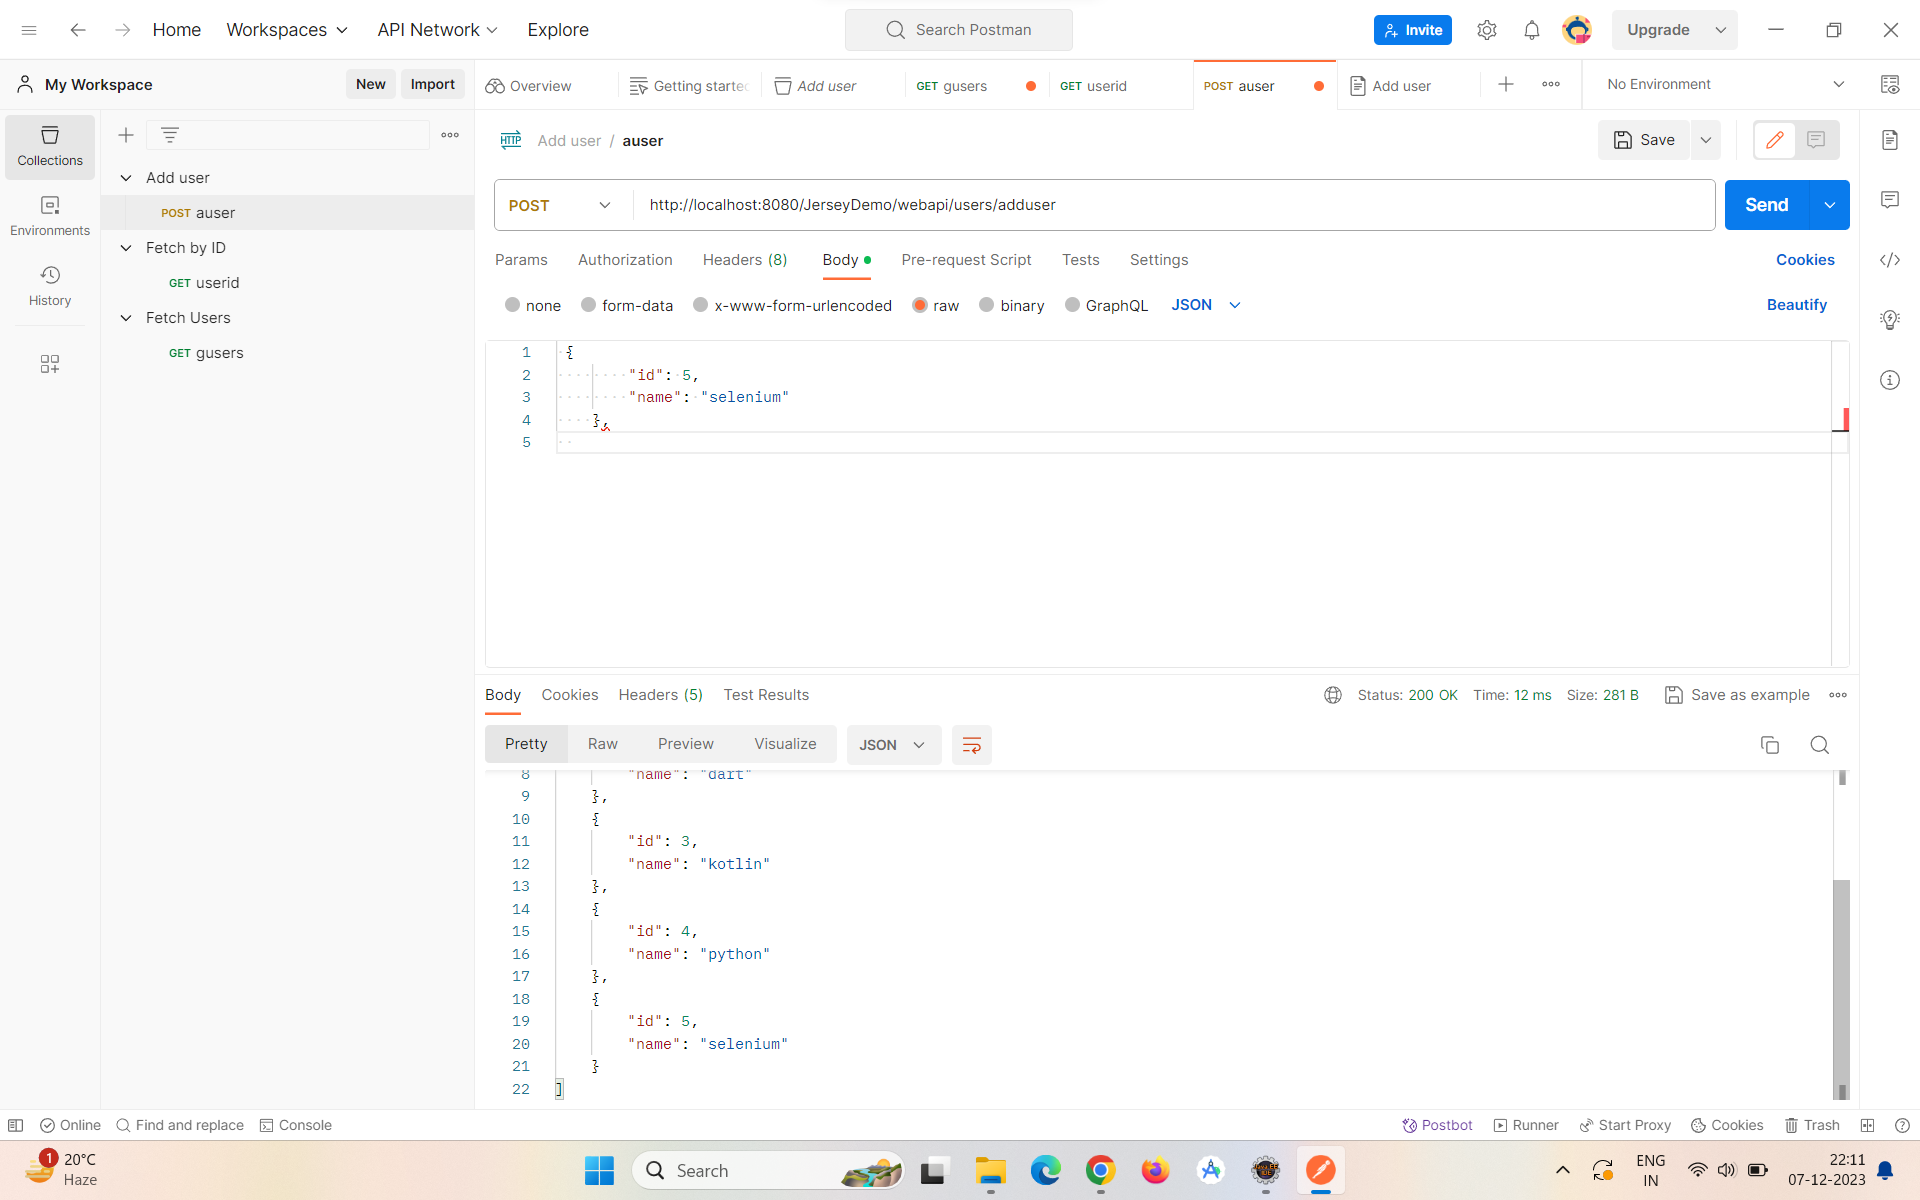 Home
Workspaces
API Network
Explore
Search Postman
Invite
Upgrade
My Workspace
New
Import
Overview
Getting starte
Add user
GET gusers
GET userid
POST auser
Add user
No Environment
Collections
Environments
History
Add user
POST auser
Fetch by ID
GET userid
Fetch Users
GET gusers
HTTP
Add user / auser
Save
POST
http://localhost:8080/JerseyDemo/webapi/users/adduser
Send
Params
Authorization
Headers (8)
Body
Pre-request Script
Tests
Settings
Cookies
none
form-data
x-www-form-urlencoded
raw
binary
GraphQL
JSON
Beautify
1 {
2 "id": 5,
3 "name": "selenium"
4 },
5
Body
Cookies
Headers (5)
Test Results
Status: 200 OK
Time: 12 ms
Size: 281 B
Save as example
Pretty
Raw
Preview
Visualize
JSON
8 "name": "dart"
9 },
10 {
11 "id": 3,
12 "name": "kotlin"
13 },
14 {
15 "id": 4,
16 "name": "python"
17 },
18 {
19 "id": 5,
20 "name": "selenium"
21 }
22 ]
Online
Find and replace
Console
Postbot
Runner
Start Proxy
Cookies
Trash
1
20°C
Haze
Search
ENG
IN
22:11
07-12-2023